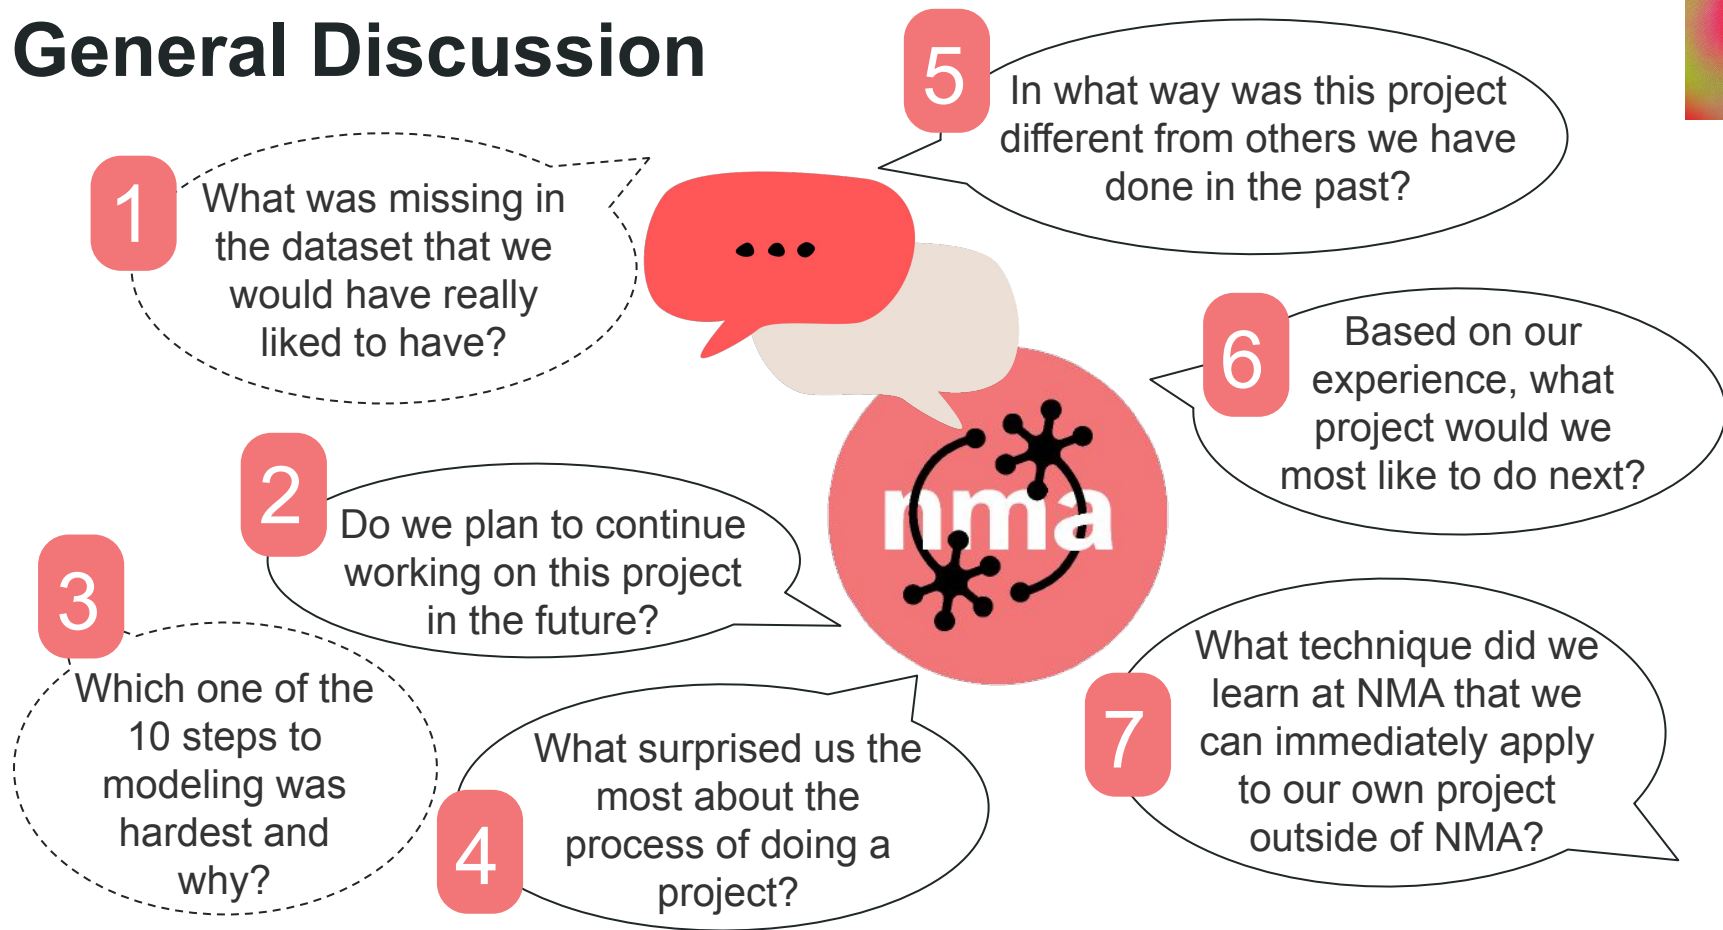 General Discussion
1
What was missing in
the dataset that we
would have really
liked to have?
2
Do we plan to continue
working on this project
in the future?
3
Which one of the
10 steps to
modeling was
hardest and
why?
4
What surprised us the
most about the
process of doing a
project?
5
In what way was this project
different from others we have
done in the past?
6
Based on our
experience, what
project would we
most like to do next?
7
What technique did we
learn at NMA that we
can immediately apply
to our own project
outside of NMA?
nma